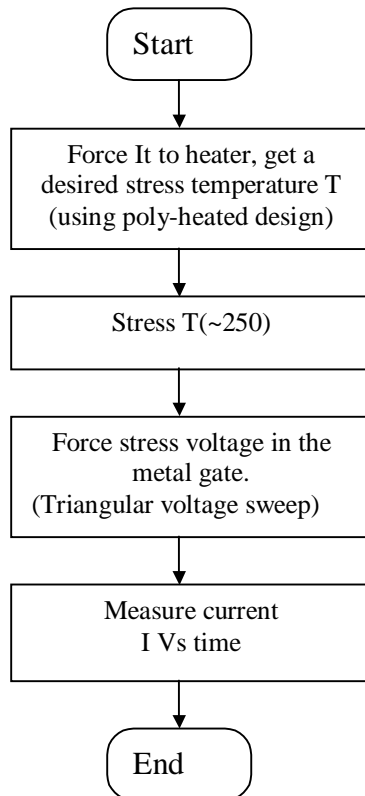 Start
Force It to heater, get a
desired stress temperature T
(using poly-heated design)
Stress T(~250)
Force stress voltage in the
metal gate.
(Triangular voltage sweep)
Measure current
I Vs time
End